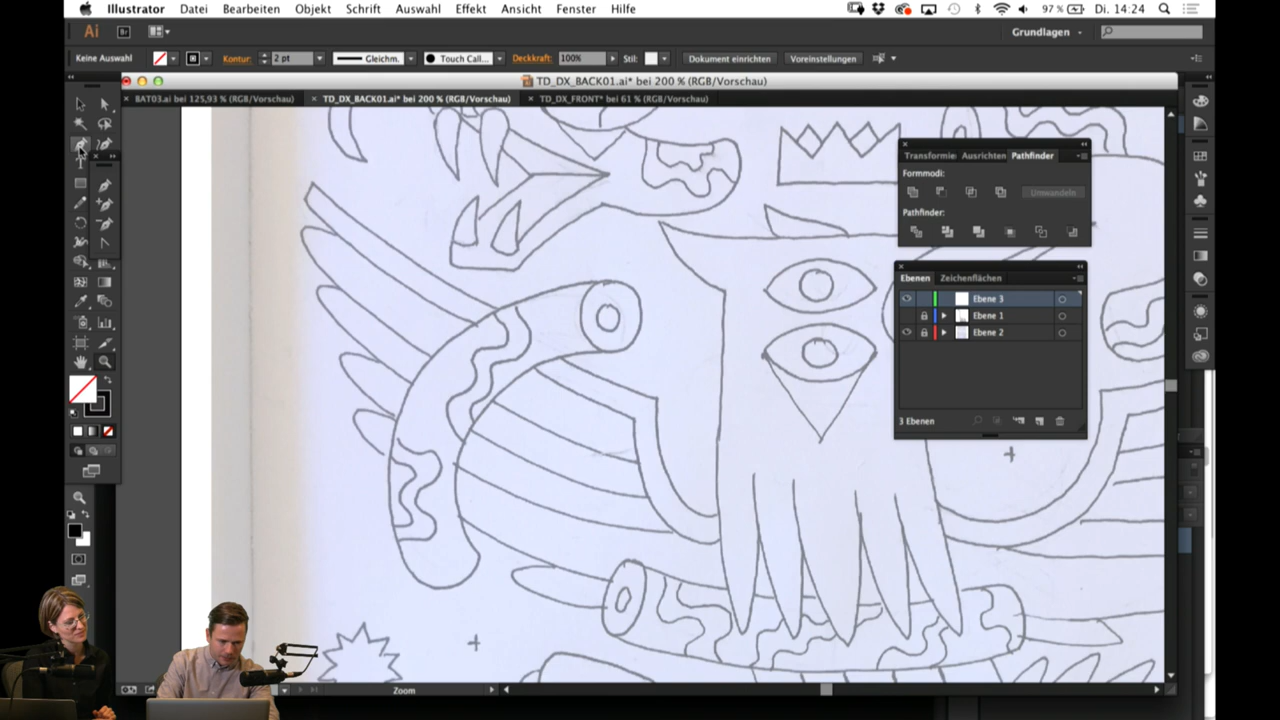 Illustrator Datei Bearbeiten Objekt Schrift Auswahl Effekt Ansicht Fenster Hilfe 97 % Di. 14:24
Ai Br Grundlagen
Keine Auswahl Kontur: 2 pt Gleichm. Touch Call... Deckkraft: 100% Stil: Dokument einrichten Voreinstellungen
TD_DX_BACK01.ai* bei 200 % (RGB/Vorschau)
BAT03.ai bei 125,93 % (RGB/Vorschau) TD_DX_BACK01.ai* bei 200 % (RGB/Vorschau) TD_DX_FRONT* bei 61 % (RGB/Vorschau)
Transformie Ausrichten Pathfinder
Formmodi:
Umwandeln
Pathfinder:
Ebenen Zeichenflächen
Ebene 3
Ebene 1
Ebene 2
3 Ebenen
Zoom